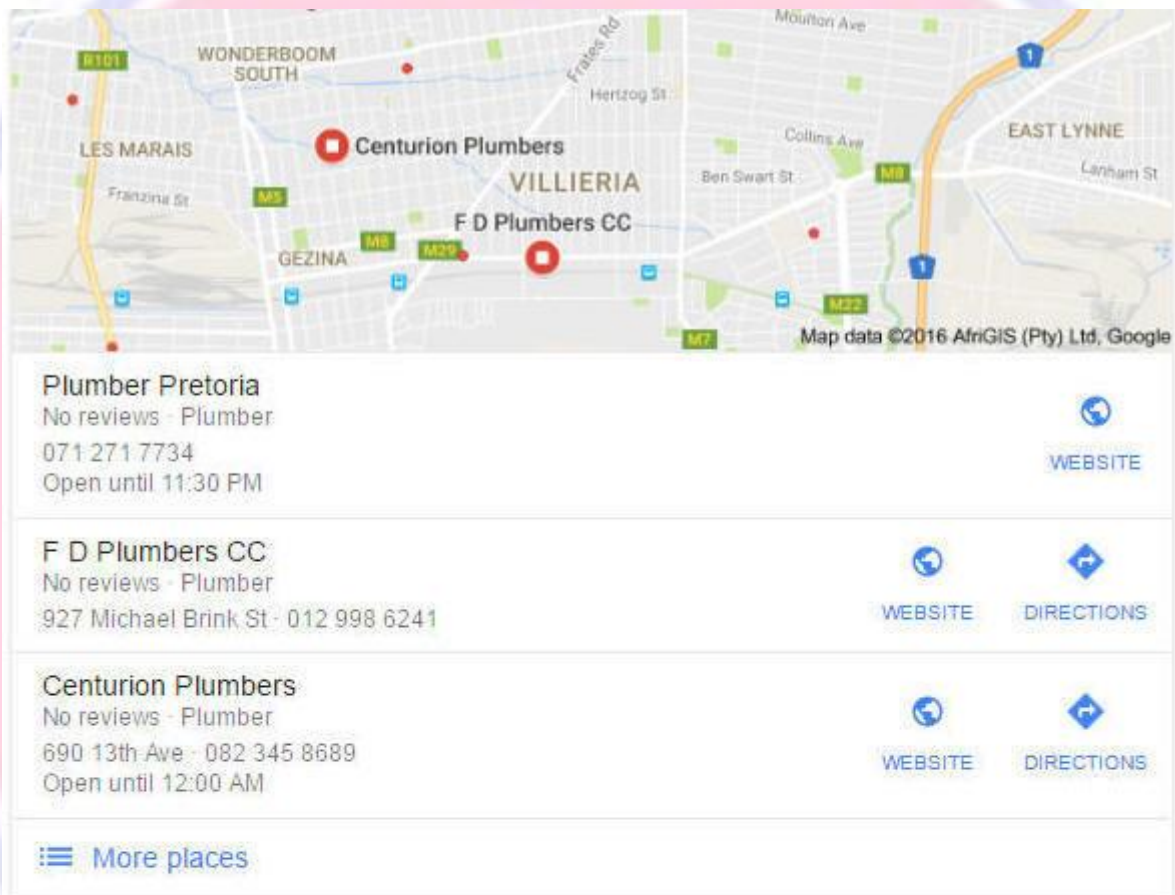 Moulton Ave
R101
WONDERBOOM
SOUTH
Frates Rd
1
Hertzog St
LES MARAIS
Centurion Plumbers
Collins Ave
EAST LYNNE
Franzina St
M5
VILLIERIA
Ben Swart St
M8
Lanham St
F D Plumbers CC
GEZINA
M8
M29
1
M22
M7
Map data ©2016 AfriGIS (Pty) Ltd, Google
Plumber Pretoria
No reviews · Plumber
071 271 7734
Open until 11:30 PM
WEBSITE
F D Plumbers CC
No reviews · Plumber
927 Michael Brink St · 012 998 6241
WEBSITE
DIRECTIONS
Centurion Plumbers
No reviews · Plumber
690 13th Ave · 082 345 8689
Open until 12:00 AM
WEBSITE
DIRECTIONS
More places